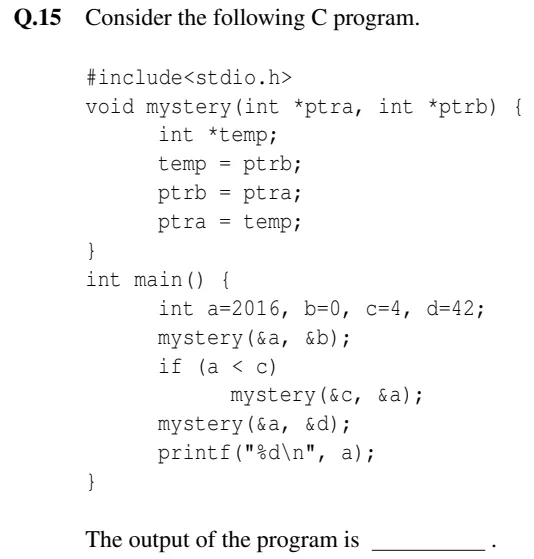 Q.15 Consider the following C program.
#include<stdio.h>
void mystery(int *ptra, int *ptrb) {
int *temp;
temp = ptrb;
ptrb = ptra;
ptra = temp;
}
int main() {
int a=2016, b=0, c=4, d=42;
mystery(&a, &b);
if (a < c)
mystery(&c, &a);
mystery(&a, &d);
printf("%d\n", a);
}
The output of the program is __________ .